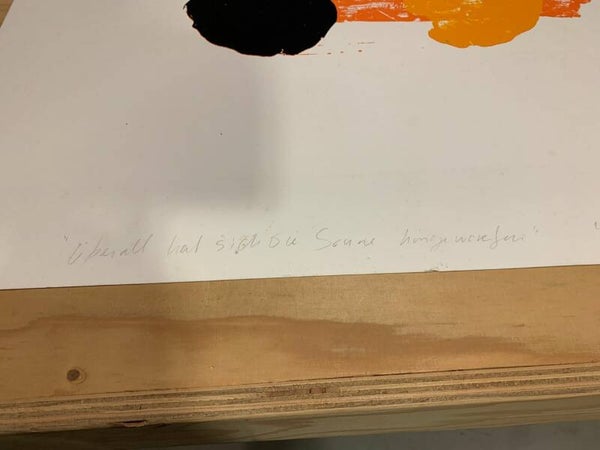 "Überall hat sich die Sonne hingeworfen"